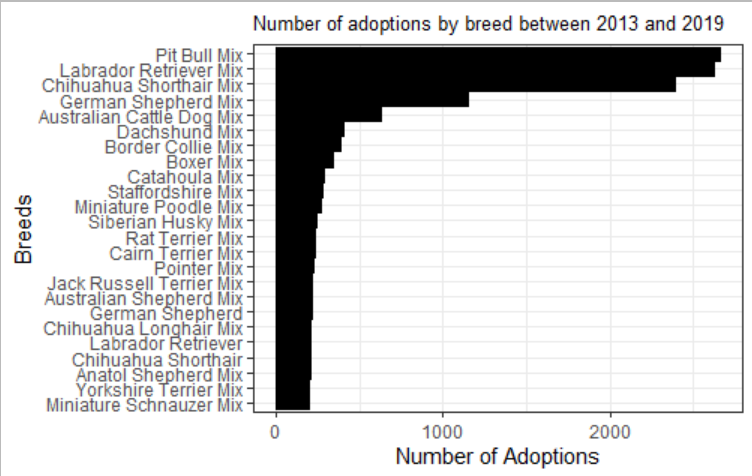 Number of adoptions by breed between 2013 and 2019
Pit Bull Mix
Labrador Retriever Mix
Chihuahua Shorthair Mix
German Shepherd Mix
Australian Cattle Dog Mix
Dachshund Mix
Border Collie Mix
Boxer Mix
Catahoula Mix
Staffordshire Mix
Miniature Poodle Mix
Siberian Husky Mix
Rat Terrier Mix
Cairn Terrier Mix
Pointer Mix
Jack Russell Terrier Mix
Australian Shepherd Mix
German Shepherd
Chihuahua Longhair Mix
Labrador Retriever
Chihuahua Shorthair
Anatol Shepherd Mix
Yorkshire Terrier Mix
Miniature Schnauzer Mix
Breeds
0 1000 2000
Number of Adoptions